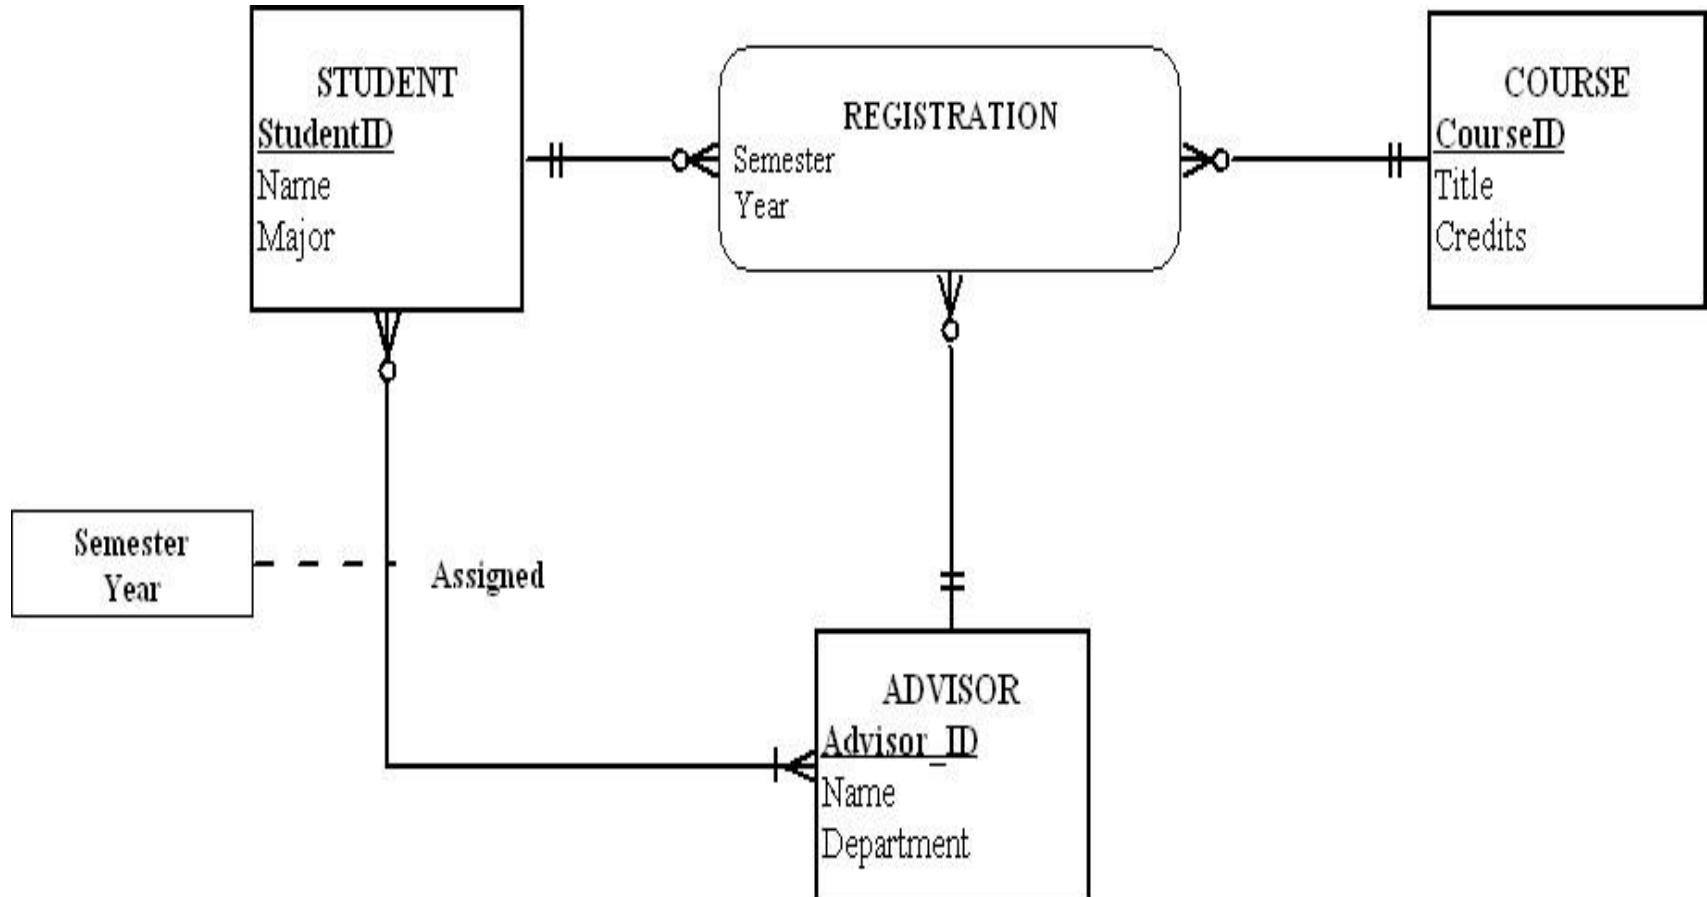 STUDENT
StudentID
Name
Major
REGISTRATION
Semester
Year
COURSE
CourseID
Title
Credits
Semester
Year
Assigned
ADVISOR
Advisor_ID
Name
Department